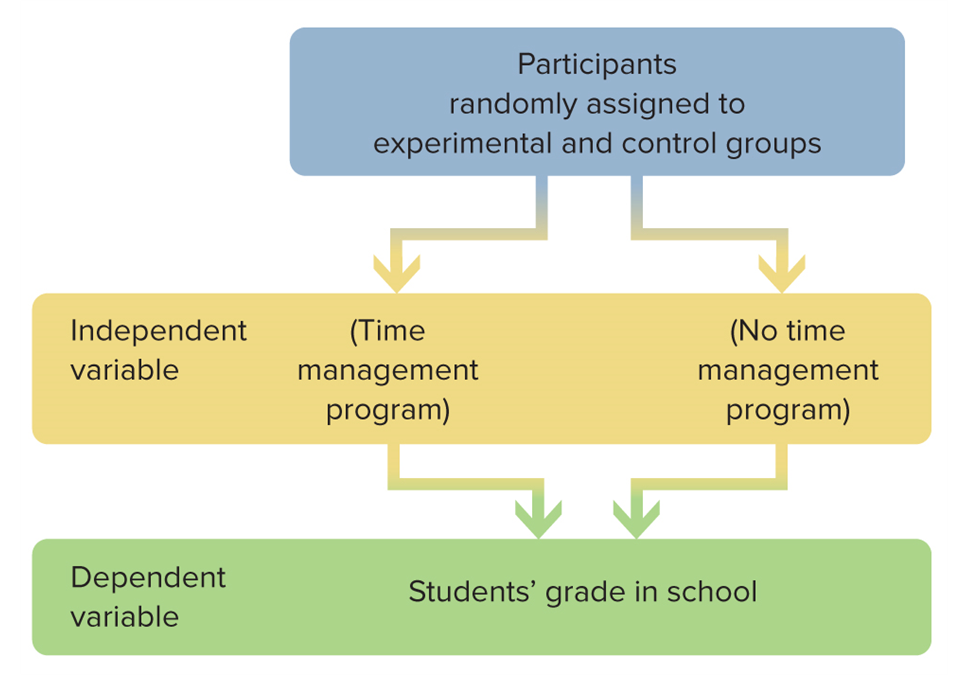 Participants
randomly assigned to
experimental and control groups
Independent
variable
(Time
management
program)
(No time
management
program)
Dependent
variable
Students’ grade in school